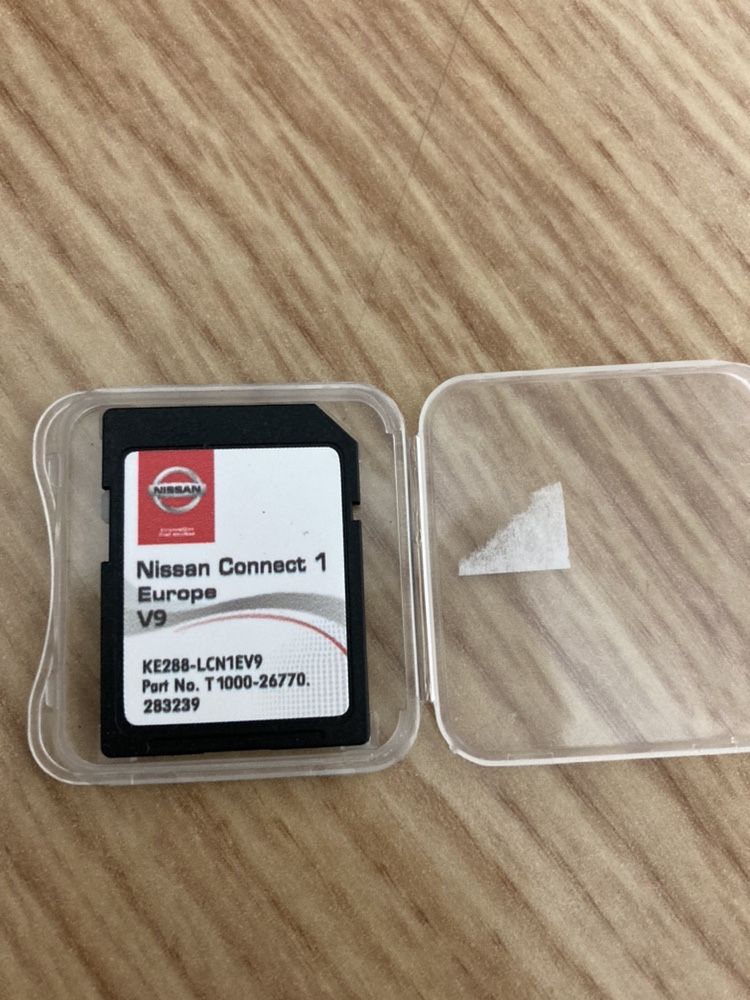 NISSAN
Nissan Connect 1
Europe
V9
KE288-LCN1EV9
Part No. T1000-26770.
283239